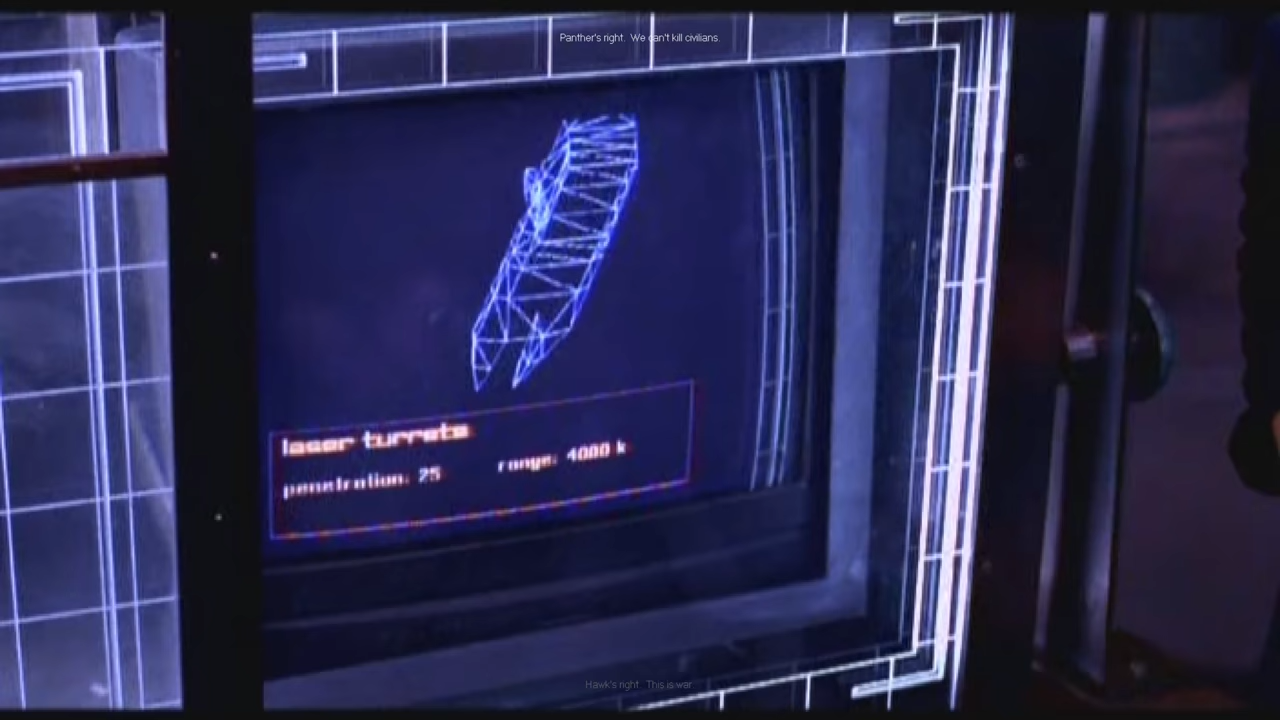 Panther's right. We can't kill civilians.
laser turrets
penetration: 25 range: 4000 k
Hawk's right. This is war.